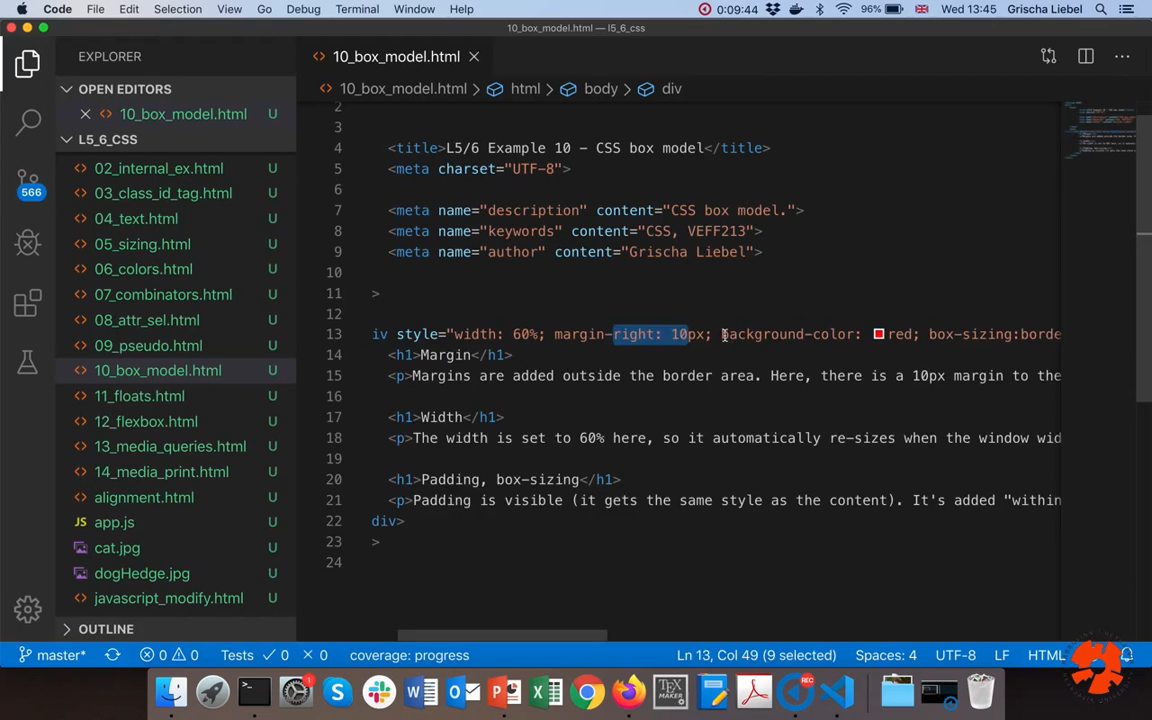 Code File Edit Selection View Go Debug Terminal Window Help 0:09:44 96% Wed 13:45 Grischa Liebel
10_box_model.html — l5_6_css
EXPLORER
OPEN EDITORS
10_box_model.html U
L5_6_CSS
02_internal_ex.html U
03_class_id_tag.html U
04_text.html U
05_sizing.html U
06_colors.html U
07_combinators.html U
08_attr_sel.html U
09_pseudo.html U
10_box_model.html U
11_floats.html U
12_flexbox.html U
13_media_queries.html U
14_media_print.html U
alignment.html U
JS app.js U
cat.jpg U
dogHedge.jpg U
javascript_modify.html U
OUTLINE
566
10_box_model.html
10_box_model.html > html > body > div
2
3
4 <title>L5/6 Example 10 - CSS box model</title>
5 <meta charset="UTF-8">
6
7 <meta name="description" content="CSS box model.">
8 <meta name="keywords" content="CSS, VEFF213">
9 <meta name="author" content="Grischa Liebel">
10
11 >
12
13 iv style="width: 60%; margin-right: 10px; background-color: red; box-sizing:borde
14 <h1>Margin</h1>
15 <p>Margins are added outside the border area. Here, there is a 10px margin to the
16
17 <h1>Width</h1>
18 <p>The width is set to 60% here, so it automatically re-sizes when the window wid
19
20 <h1>Padding, box-sizing</h1>
21 <p>Padding is visible (it gets the same style as the content). It's added "within
22 div>
23 >
24
master* 0 0 Tests 0 0 coverage: progress Ln 13, Col 49 (9 selected) Spaces: 4 UTF-8 LF HTML